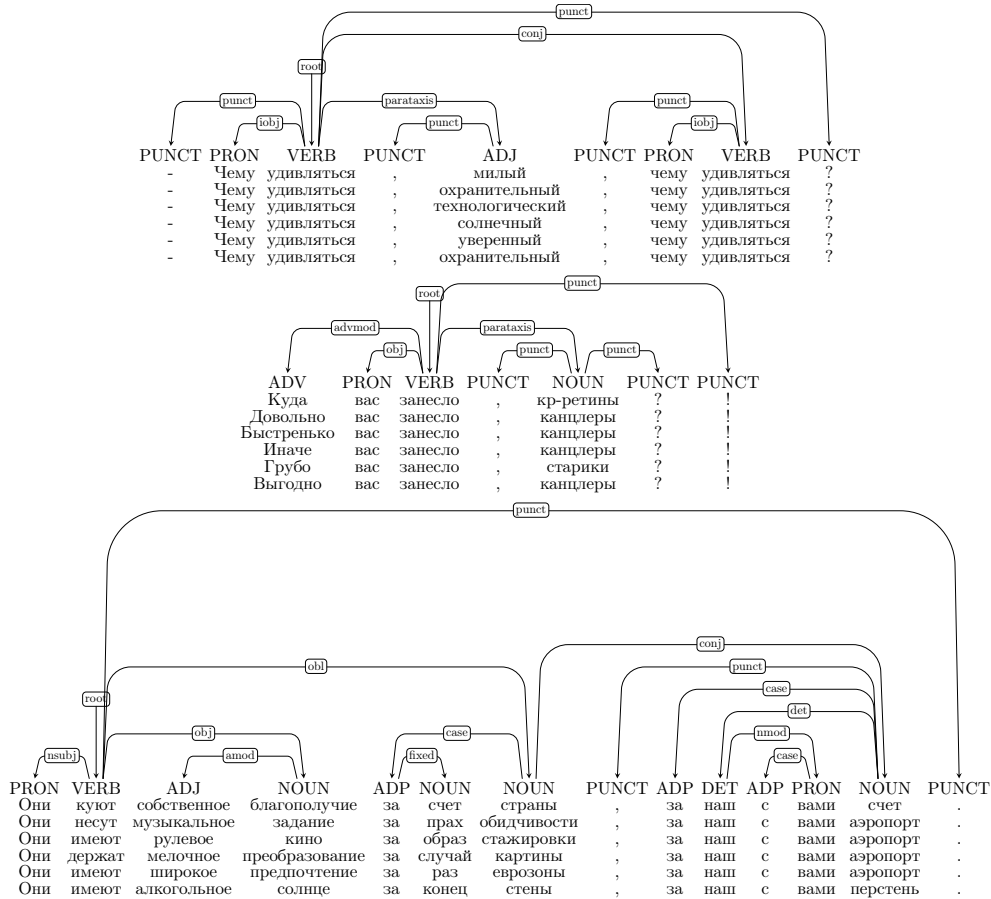 punct
conj
root
punct parataxis punct
iobj punct iobj
PUNCT PRON VERB PUNCT ADJ PUNCT PRON VERB PUNCT
- Чему удивляться , милый , чему удивляться ?
- Чему удивляться , охранительный , чему удивляться ?
- Чему удивляться , технологический , чему удивляться ?
- Чему удивляться , солнечный , чему удивляться ?
- Чему удивляться , уверенный , чему удивляться ?
- Чему удивляться , охранительный , чему удивляться ?
punct
root
advmod parataxis
obj punct punct
ADV PRON VERB PUNCT NOUN PUNCT PUNCT
Куда вас занесло , кр-ретины ? !
Довольно вас занесло , канцлеры ? !
Быстренько вас занесло , канцлеры ? !
Иначе вас занесло , канцлеры ? !
Грубо вас занесло , старики ? !
Выгодно вас занесло , канцлеры ? !
punct
conj
obl punct
case
root
det
obj case nmod
nsubj amod fixed case
PRON VERB ADJ NOUN ADP NOUN NOUN PUNCT ADP DET ADP PRON NOUN PUNCT
Они куют собственное благополучие за счет страны , за наш с вами счет .
Они несут музыкальное задание за прах обидчивости , за наш с вами аэропорт .
Они имеют рулевое кино за образ стажировки , за наш с вами аэропорт .
Они держат мелочное преобразование за случай картины , за наш с вами аэропорт .
Они имеют широкое предпочтение за раз еврозоны , за наш с вами аэропорт .
Они имеют алкогольное солнце за конец стены , за наш с вами перстень .